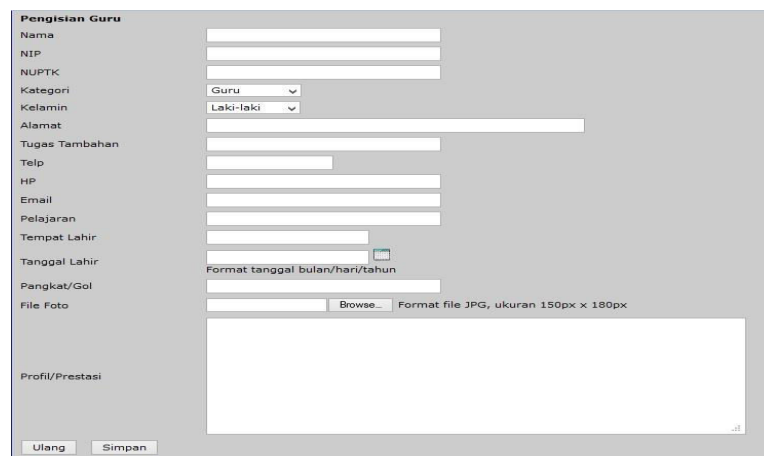 Pengisian Guru
Nama
NIP
NUPTK
Kategori Guru
Kelamin Laki-laki
Alamat
Tugas Tambahan
Telp
HP
Email
Pelajaran
Tempat Lahir
Tanggal Lahir
Format tanggal bulan/hari/tahun
Pangkat/Gol
File Foto Browse... Format file JPG, ukuran 150px x 180px
Profil/Prestasi
Ulang Simpan